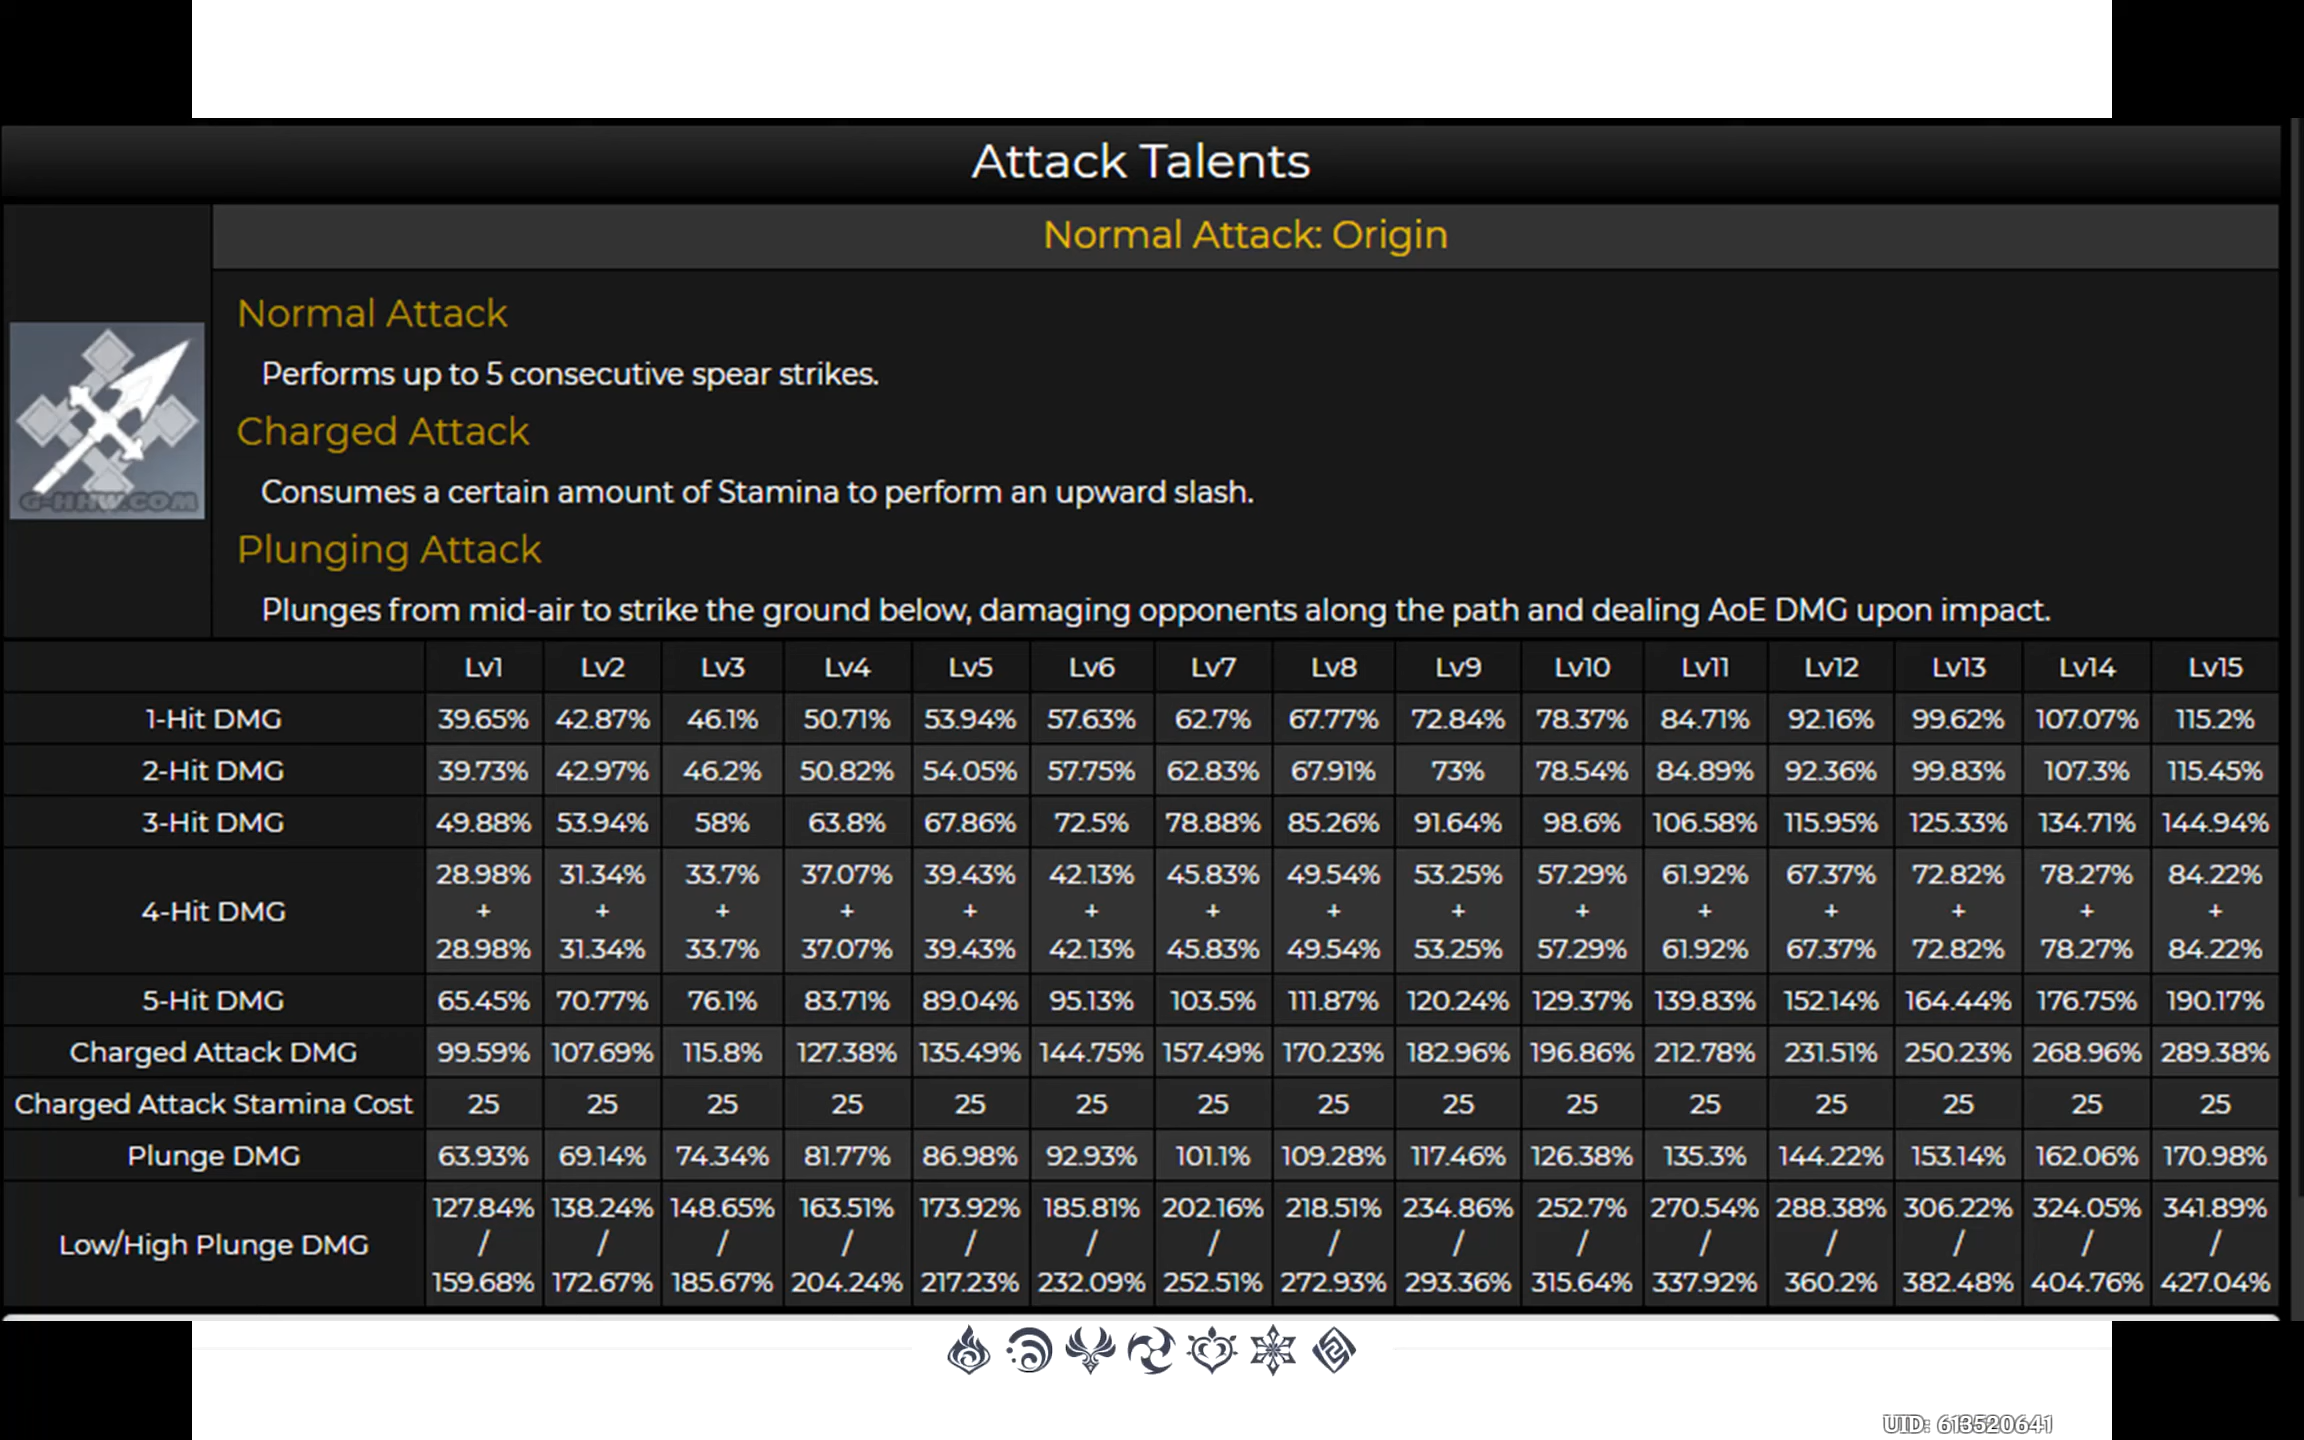 Attack Talents
Normal Attack: Origin
Normal Attack
Performs up to 5 consecutive spear strikes.
Charged Attack
Consumes a certain amount of Stamina to perform an upward slash.
Plunging Attack
Plunges from mid-air to strike the ground below, damaging opponents along the path and dealing AoE DMG upon impact.
G-HHW.COM
Lv1 Lv2 Lv3 Lv4 Lv5 Lv6 Lv7 Lv8 Lv9 Lv10 Lv11 Lv12 Lv13 Lv14 Lv15
1-Hit DMG 39.65% 42.87% 46.1% 50.71% 53.94% 57.63% 62.7% 67.77% 72.84% 78.37% 84.71% 92.16% 99.62% 107.07% 115.2%
2-Hit DMG 39.73% 42.97% 46.2% 50.82% 54.05% 57.75% 62.83% 67.91% 73% 78.54% 84.89% 92.36% 99.83% 107.3% 115.45%
3-Hit DMG 49.88% 53.94% 58% 63.8% 67.86% 72.5% 78.88% 85.26% 91.64% 98.6% 106.58% 115.95% 125.33% 134.71% 144.94%
28.98% 31.34% 33.7% 37.07% 39.43% 42.13% 45.83% 49.54% 53.25% 57.29% 61.92% 67.37% 72.82% 78.27% 84.22%
4-Hit DMG + + + + + + + + + + + + + + +
28.98% 31.34% 33.7% 37.07% 39.43% 42.13% 45.83% 49.54% 53.25% 57.29% 61.92% 67.37% 72.82% 78.27% 84.22%
5-Hit DMG 65.45% 70.77% 76.1% 83.71% 89.04% 95.13% 103.5% 111.87% 120.24% 129.37% 139.83% 152.14% 164.44% 176.75% 190.17%
Charged Attack DMG 99.59% 107.69% 115.8% 127.38% 135.49% 144.75% 157.49% 170.23% 182.96% 196.86% 212.78% 231.51% 250.23% 268.96% 289.38%
Charged Attack Stamina Cost 25 25 25 25 25 25 25 25 25 25 25 25 25 25 25
Plunge DMG 63.93% 69.14% 74.34% 81.77% 86.98% 92.93% 101.1% 109.28% 117.46% 126.38% 135.3% 144.22% 153.14% 162.06% 170.98%
127.84% 138.24% 148.65% 163.51% 173.92% 185.81% 202.16% 218.51% 234.86% 252.7% 270.54% 288.38% 306.22% 324.05% 341.89%
Low/High Plunge DMG / / / / / / / / / / / / / / /
159.68% 172.67% 185.67% 204.24% 217.23% 232.09% 252.51% 272.93% 293.36% 315.64% 337.92% 360.2% 382.48% 404.76% 427.04%
UID: